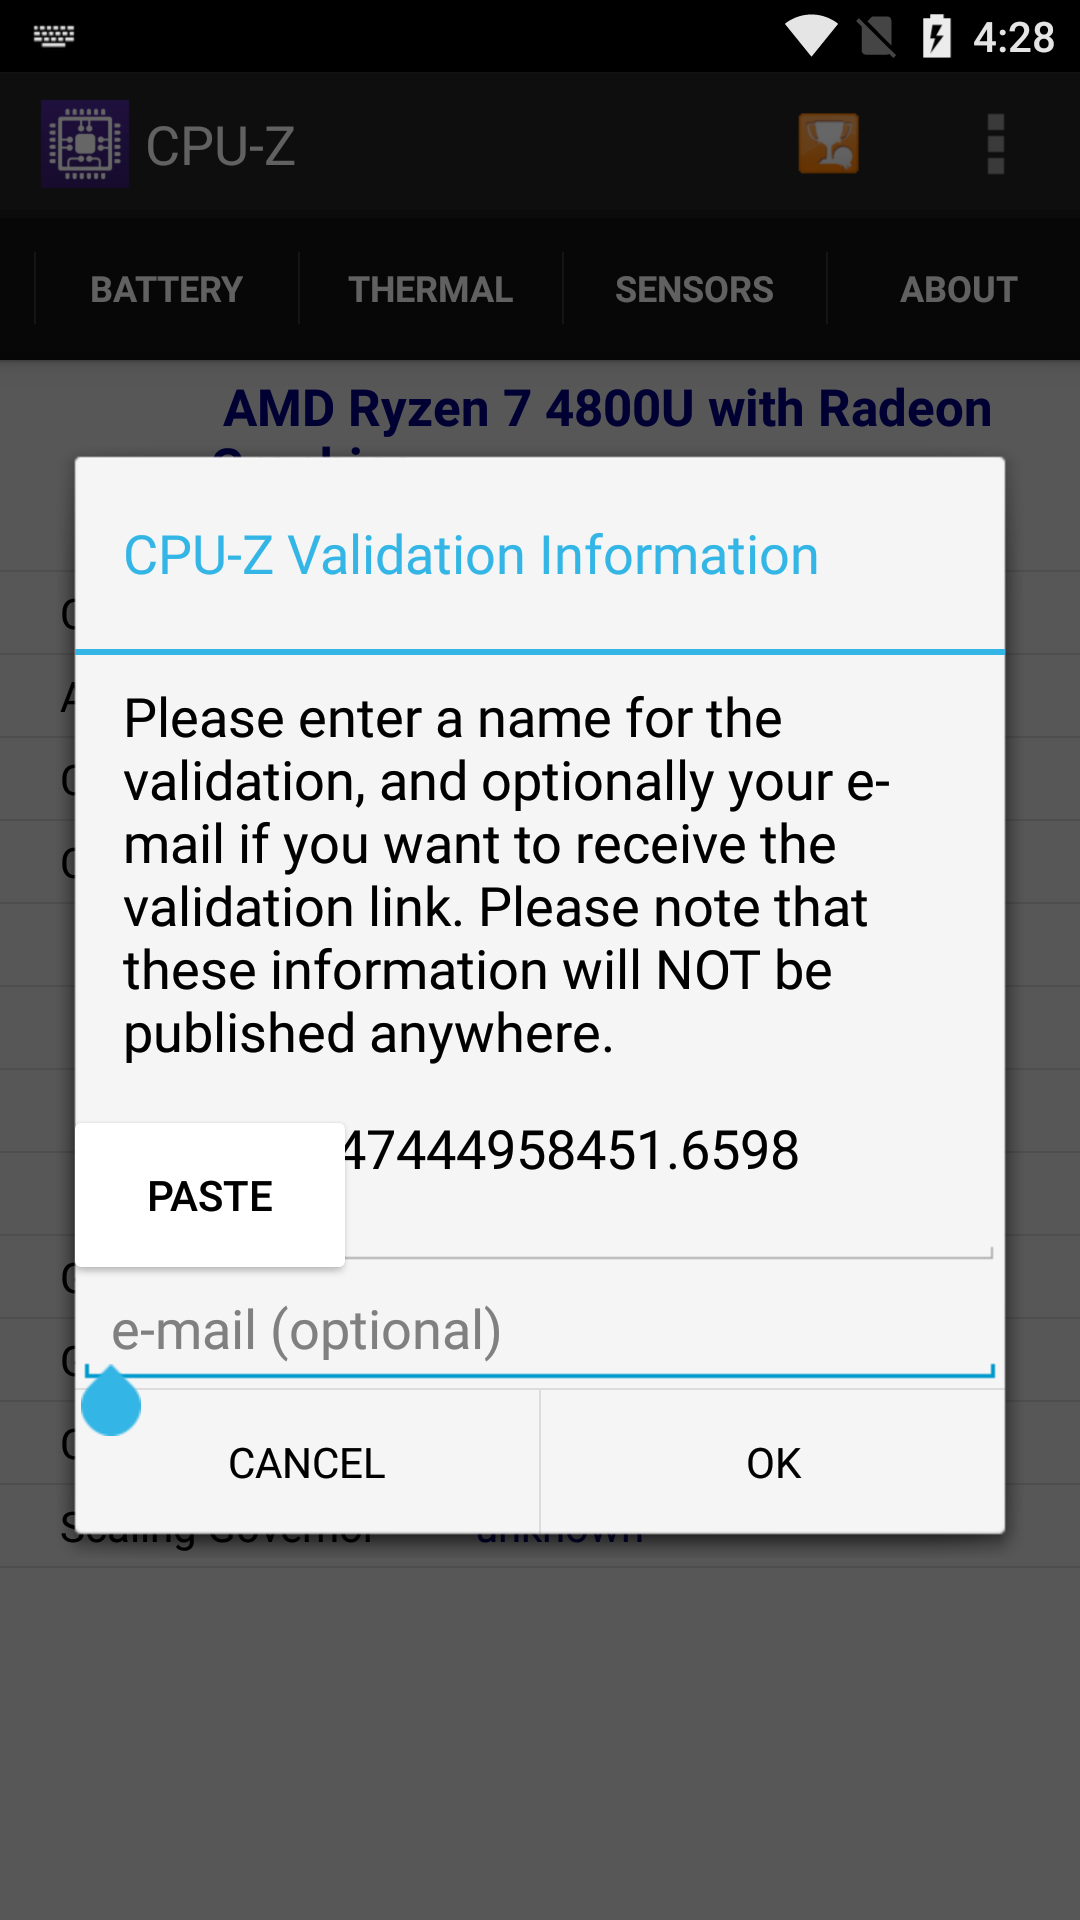 4:28
CPU-Z
BATTERY THERMAL SENSORS ABOUT
AMD Ryzen 7 4800U with Radeon
CPU-Z Validation Information
Please enter a name for the
validation, and optionally your e-
mail if you want to receive the
validation link. Please note that
these information will NOT be
published anywhere.
47444958451.6598
PASTE
e-mail (optional)
CANCEL OK
Scaling Governor unknown